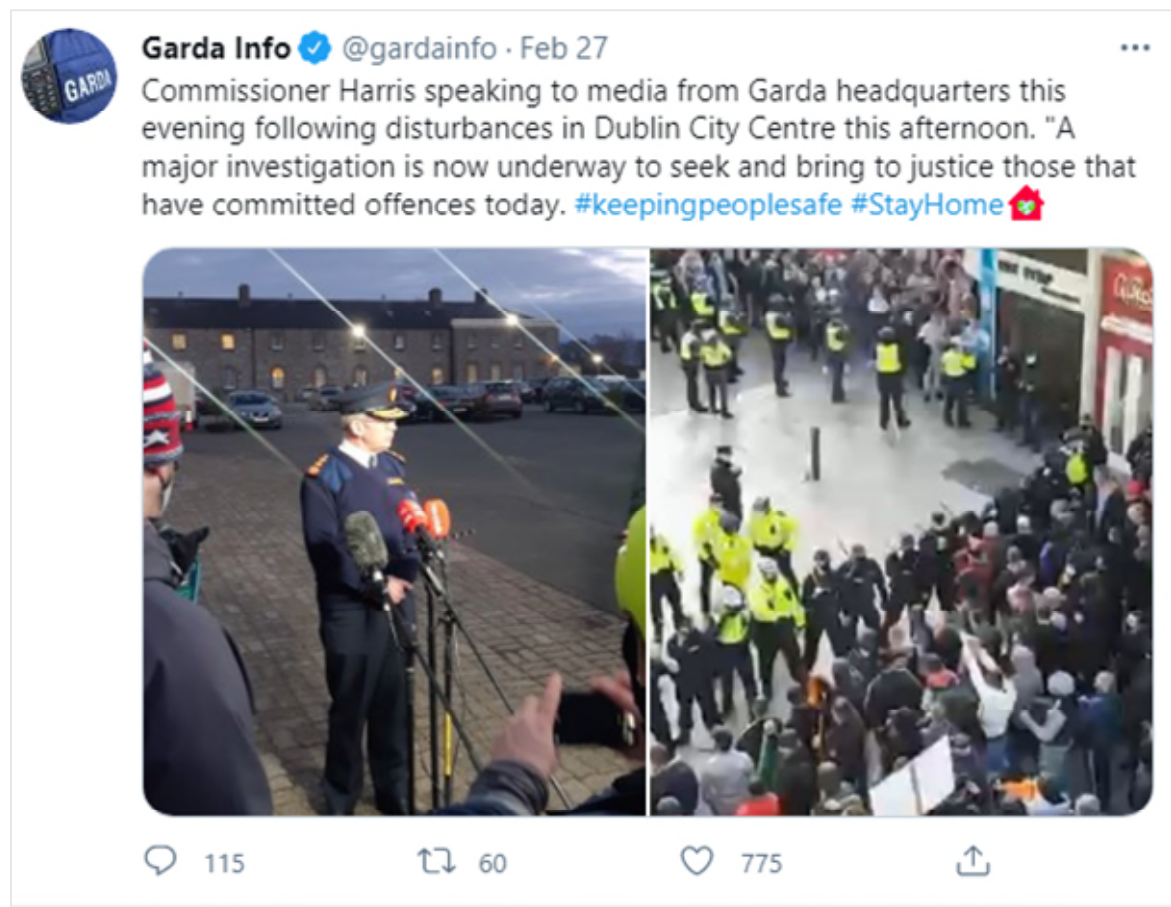 Garda Info @gardainfo · Feb 27
Commissioner Harris speaking to media from Garda headquarters this
evening following disturbances in Dublin City Centre this afternoon. "A
major investigation is now underway to seek and bring to justice those that
have committed offences today. #keepingpeoplesafe #StayHome
GARDA
115
60
775